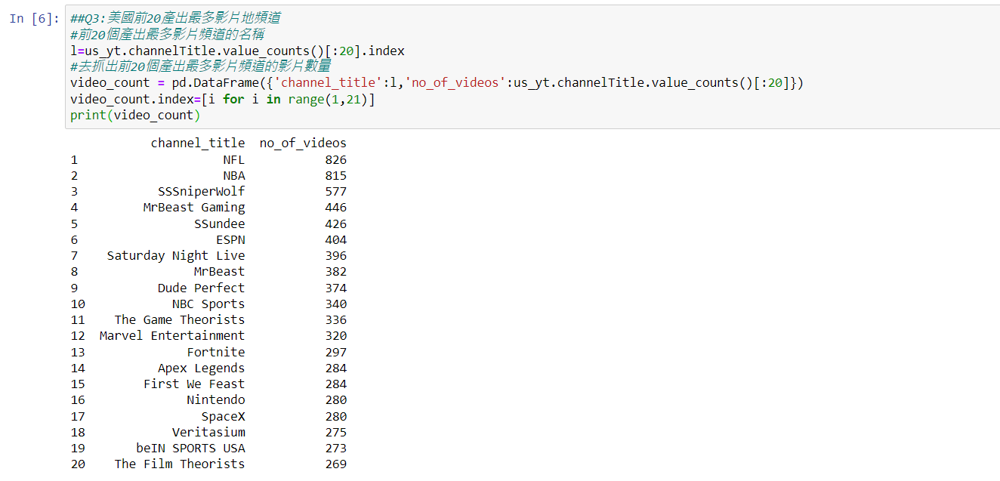 In [6]: ##Q3:美國前20產出最多影片地頻道
#前20個產出最多影片頻道的名稱
l=us_yt.channelTitle.value_counts()[:20].index
#去抓出前20個產出最多影片頻道的影片數量
video_count = pd.DataFrame({'channel_title':l,'no_of_videos':us_yt.channelTitle.value_counts()[:20]})
video_count.index=[i for i in range(1,21)]
print(video_count)
channel_title no_of_videos
1 NFL 826
2 NBA 815
3 SSSniperWolf 577
4 MrBeast Gaming 446
5 SSundee 426
6 ESPN 404
7 Saturday Night Live 396
8 MrBeast 382
9 Dude Perfect 374
10 NBC Sports 340
11 The Game Theorists 336
12 Marvel Entertainment 320
13 Fortnite 297
14 Apex Legends 284
15 First We Feast 284
16 Nintendo 280
17 SpaceX 280
18 Veritasium 275
19 beIN SPORTS USA 273
20 The Film Theorists 269